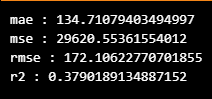 mae : 134.71079403494997
mse : 29620.55361554012
rmse : 172.10622770701855
r2 : 0.3790189134887152